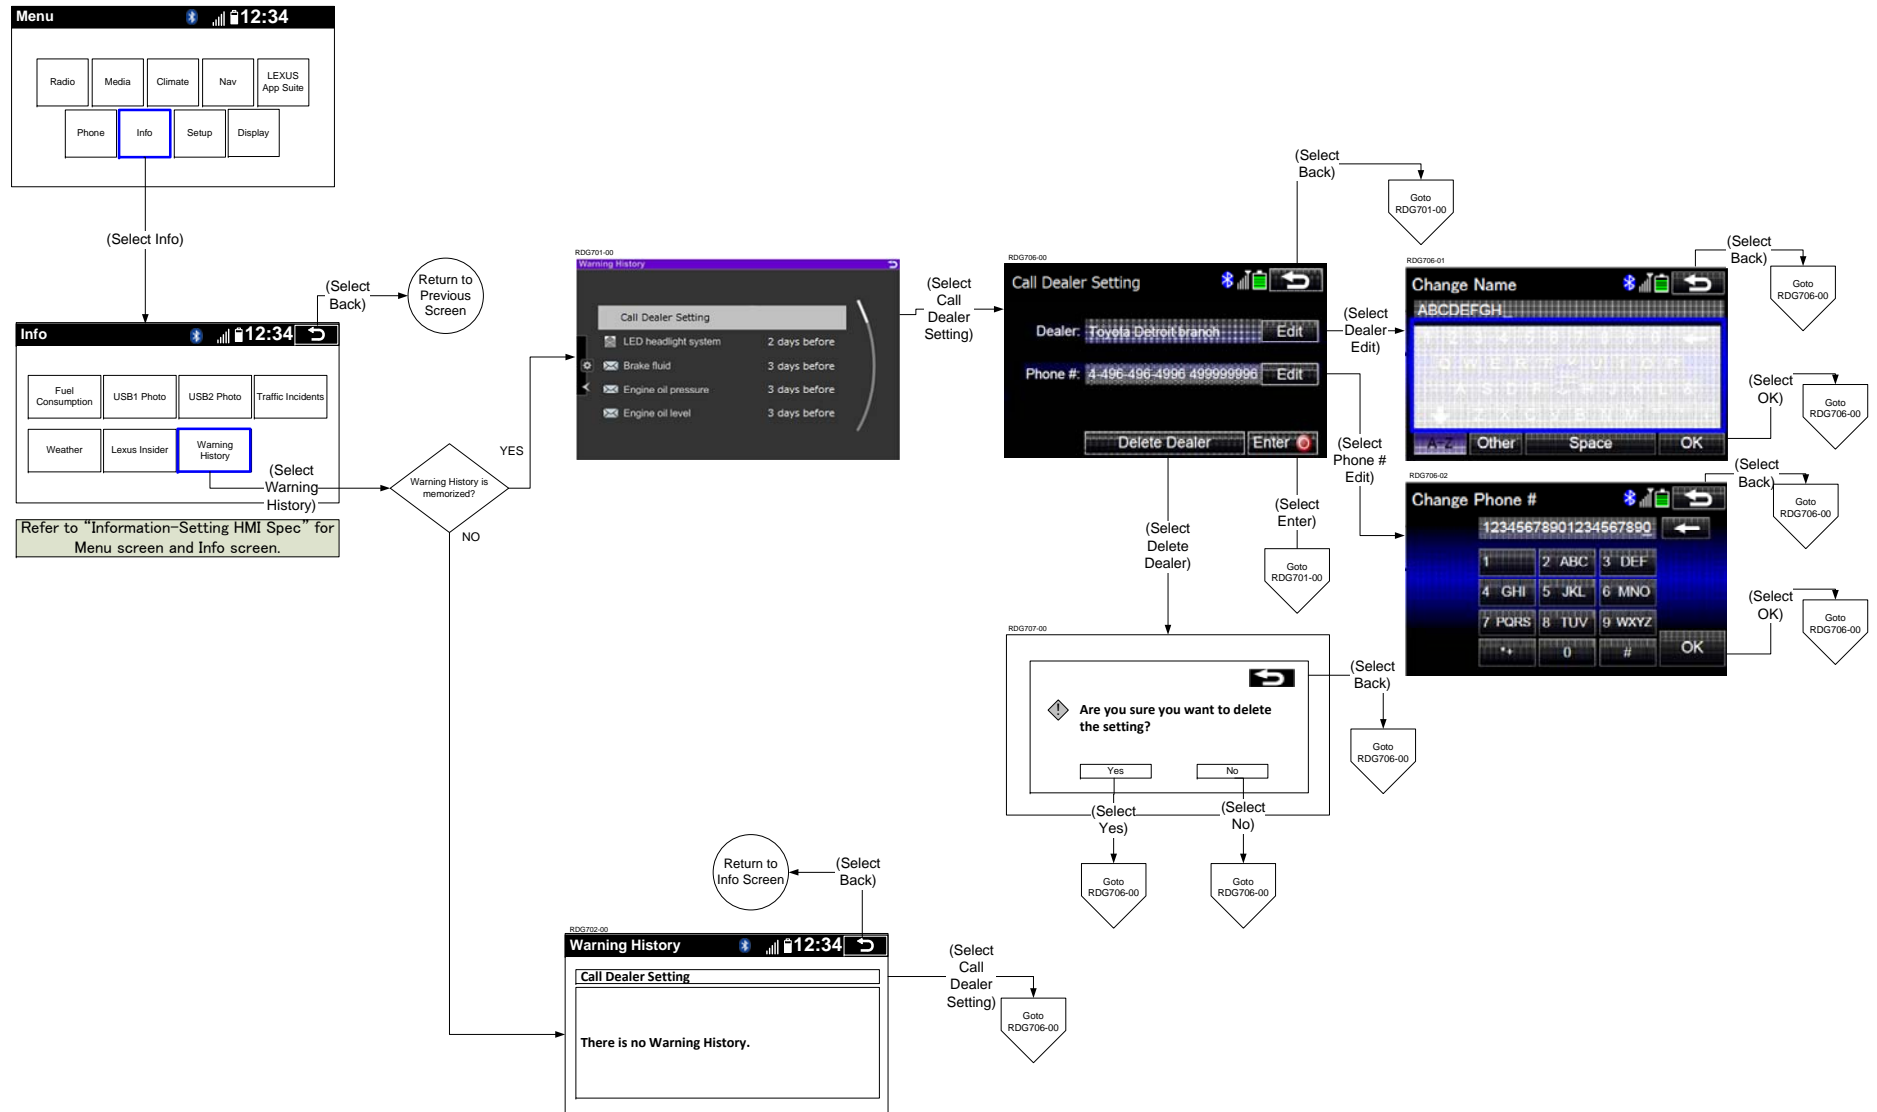 Menu
12:34
Radio
Media
Climate
Nav
LEXUS
App Suite
Phone
Info
Setup
Display
(Select Info)
Info
12:34
(Select
Back)
Return to
Previous
Screen
Fuel
Consumption
USB1 Photo
USB2 Photo
Traffic Incidents
Weather
Lexus Insider
Warning
History
(Select
Warning
History)
Refer to “Information-Setting HMI Spec” for
Menu screen and Info screen.
Warning History is
memorized?
YES
NO
RDG701-00
Warning History
Call Dealer Setting
LED headlight system 2 days before
Brake fluid 3 days before
Engine oil pressure 3 days before
Engine oil level 3 days before
(Select
Call
Dealer
Setting)
RDG706-00
Call Dealer Setting
Dealer: Toyota Detroit branch Edit
Phone #: 4-496-496-4996 499999996 Edit
Delete Dealer
Enter
(Select
Back)
Goto
RDG701-00
(Select
Dealer
Edit)
(Select
Phone #
Edit)
(Select
Enter)
Goto
RDG701-00
(Select
Delete
Dealer)
RDG706-01
Change Name
ABCDEFGH_
A-Z
Other
Space
OK
(Select
Back)
Goto
RDG706-00
(Select
OK)
Goto
RDG706-00
RDG706-02
Change Phone #
12345678901234567890
1
2 ABC
3 DEF
4 GHI
5 JKL
6 MNO
7 PQRS
8 TUV
9 WXYZ
*+
0
#
OK
(Select
Back)
Goto
RDG706-00
(Select
OK)
Goto
RDG706-00
RDG707-00
Are you sure you want to delete
the setting?
Yes
No
(Select
Back)
Goto
RDG706-00
(Select
Yes)
Goto
RDG706-00
(Select
No)
Goto
RDG706-00
Return to
Info Screen
(Select
Back)
RDG702-00
Warning History
12:34
Call Dealer Setting
There is no Warning History.
(Select
Call
Dealer
Setting)
Goto
RDG706-00